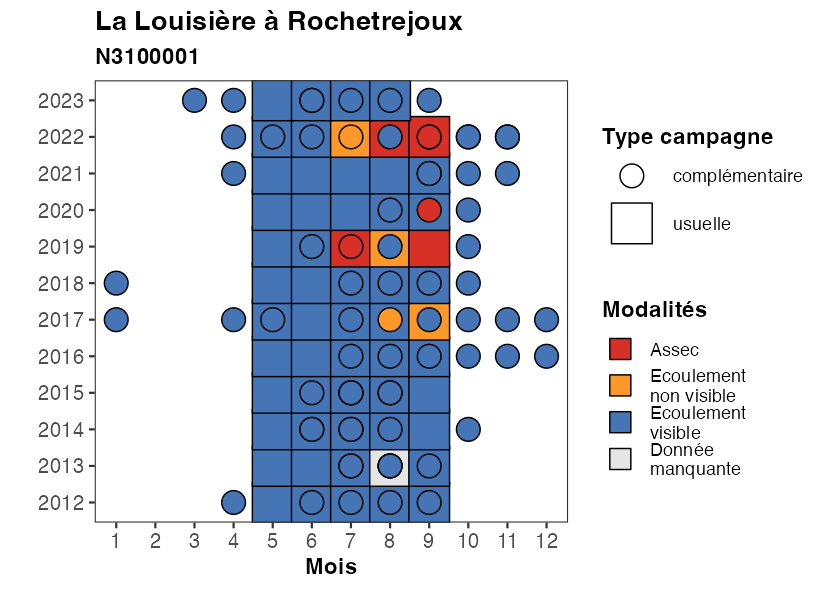 La Louisière à Rochetrejoux
N3100001
2023
2022
2021
2020
2019
2018
2017
2016
2015
2014
2013
2012
1 2 3 4 5 6 7 8 9 10 11 12
Mois
Type campagne
complémentaire
usuelle
Modalités
Assec
Ecoulement
non visible
Ecoulement
visible
Donnée
manquante